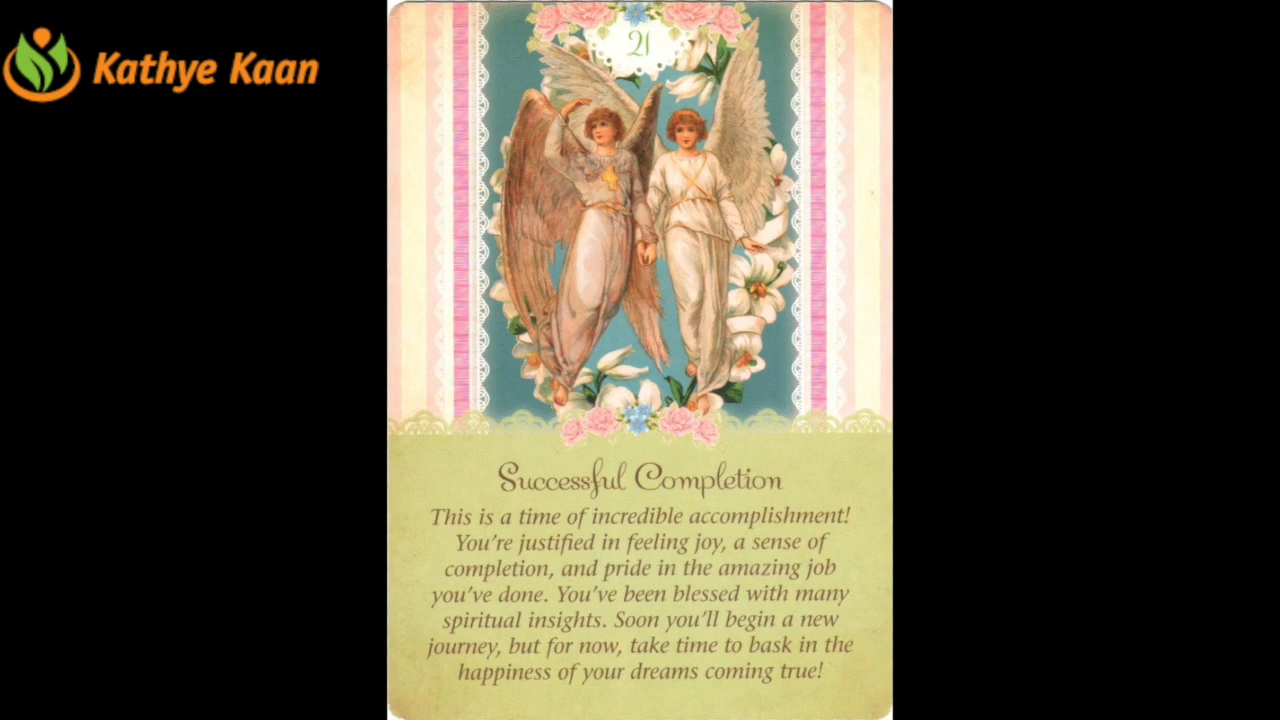 Kathye Kaan
21
Successful Completion
This is a time of incredible accomplishment!
You're justified in feeling joy, a sense of
completion, and pride in the amazing job
you've done. You've been blessed with many
spiritual insights. Soon you'll begin a new
journey, but for now, take time to bask in the
happiness of your dreams coming true!